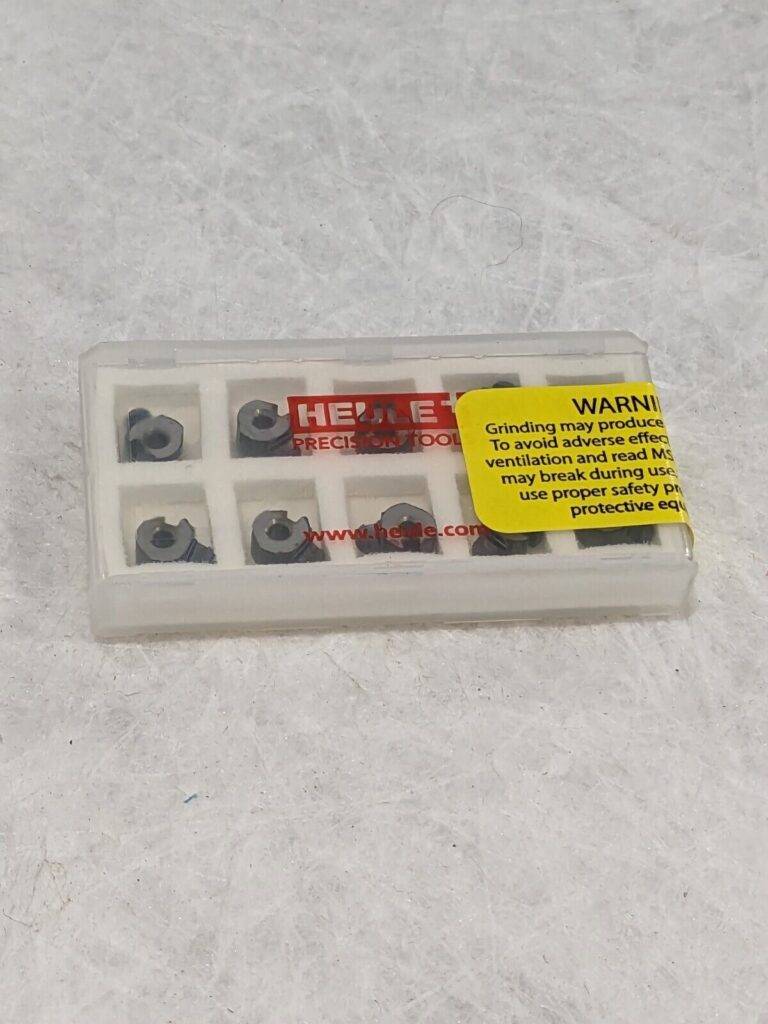 HEULE
PRECISION TOOL
www.heule.com
WARNI
Grinding may produce
To avoid adverse effec
ventilation and read MS
may break during use
use proper safety pr
protective equ